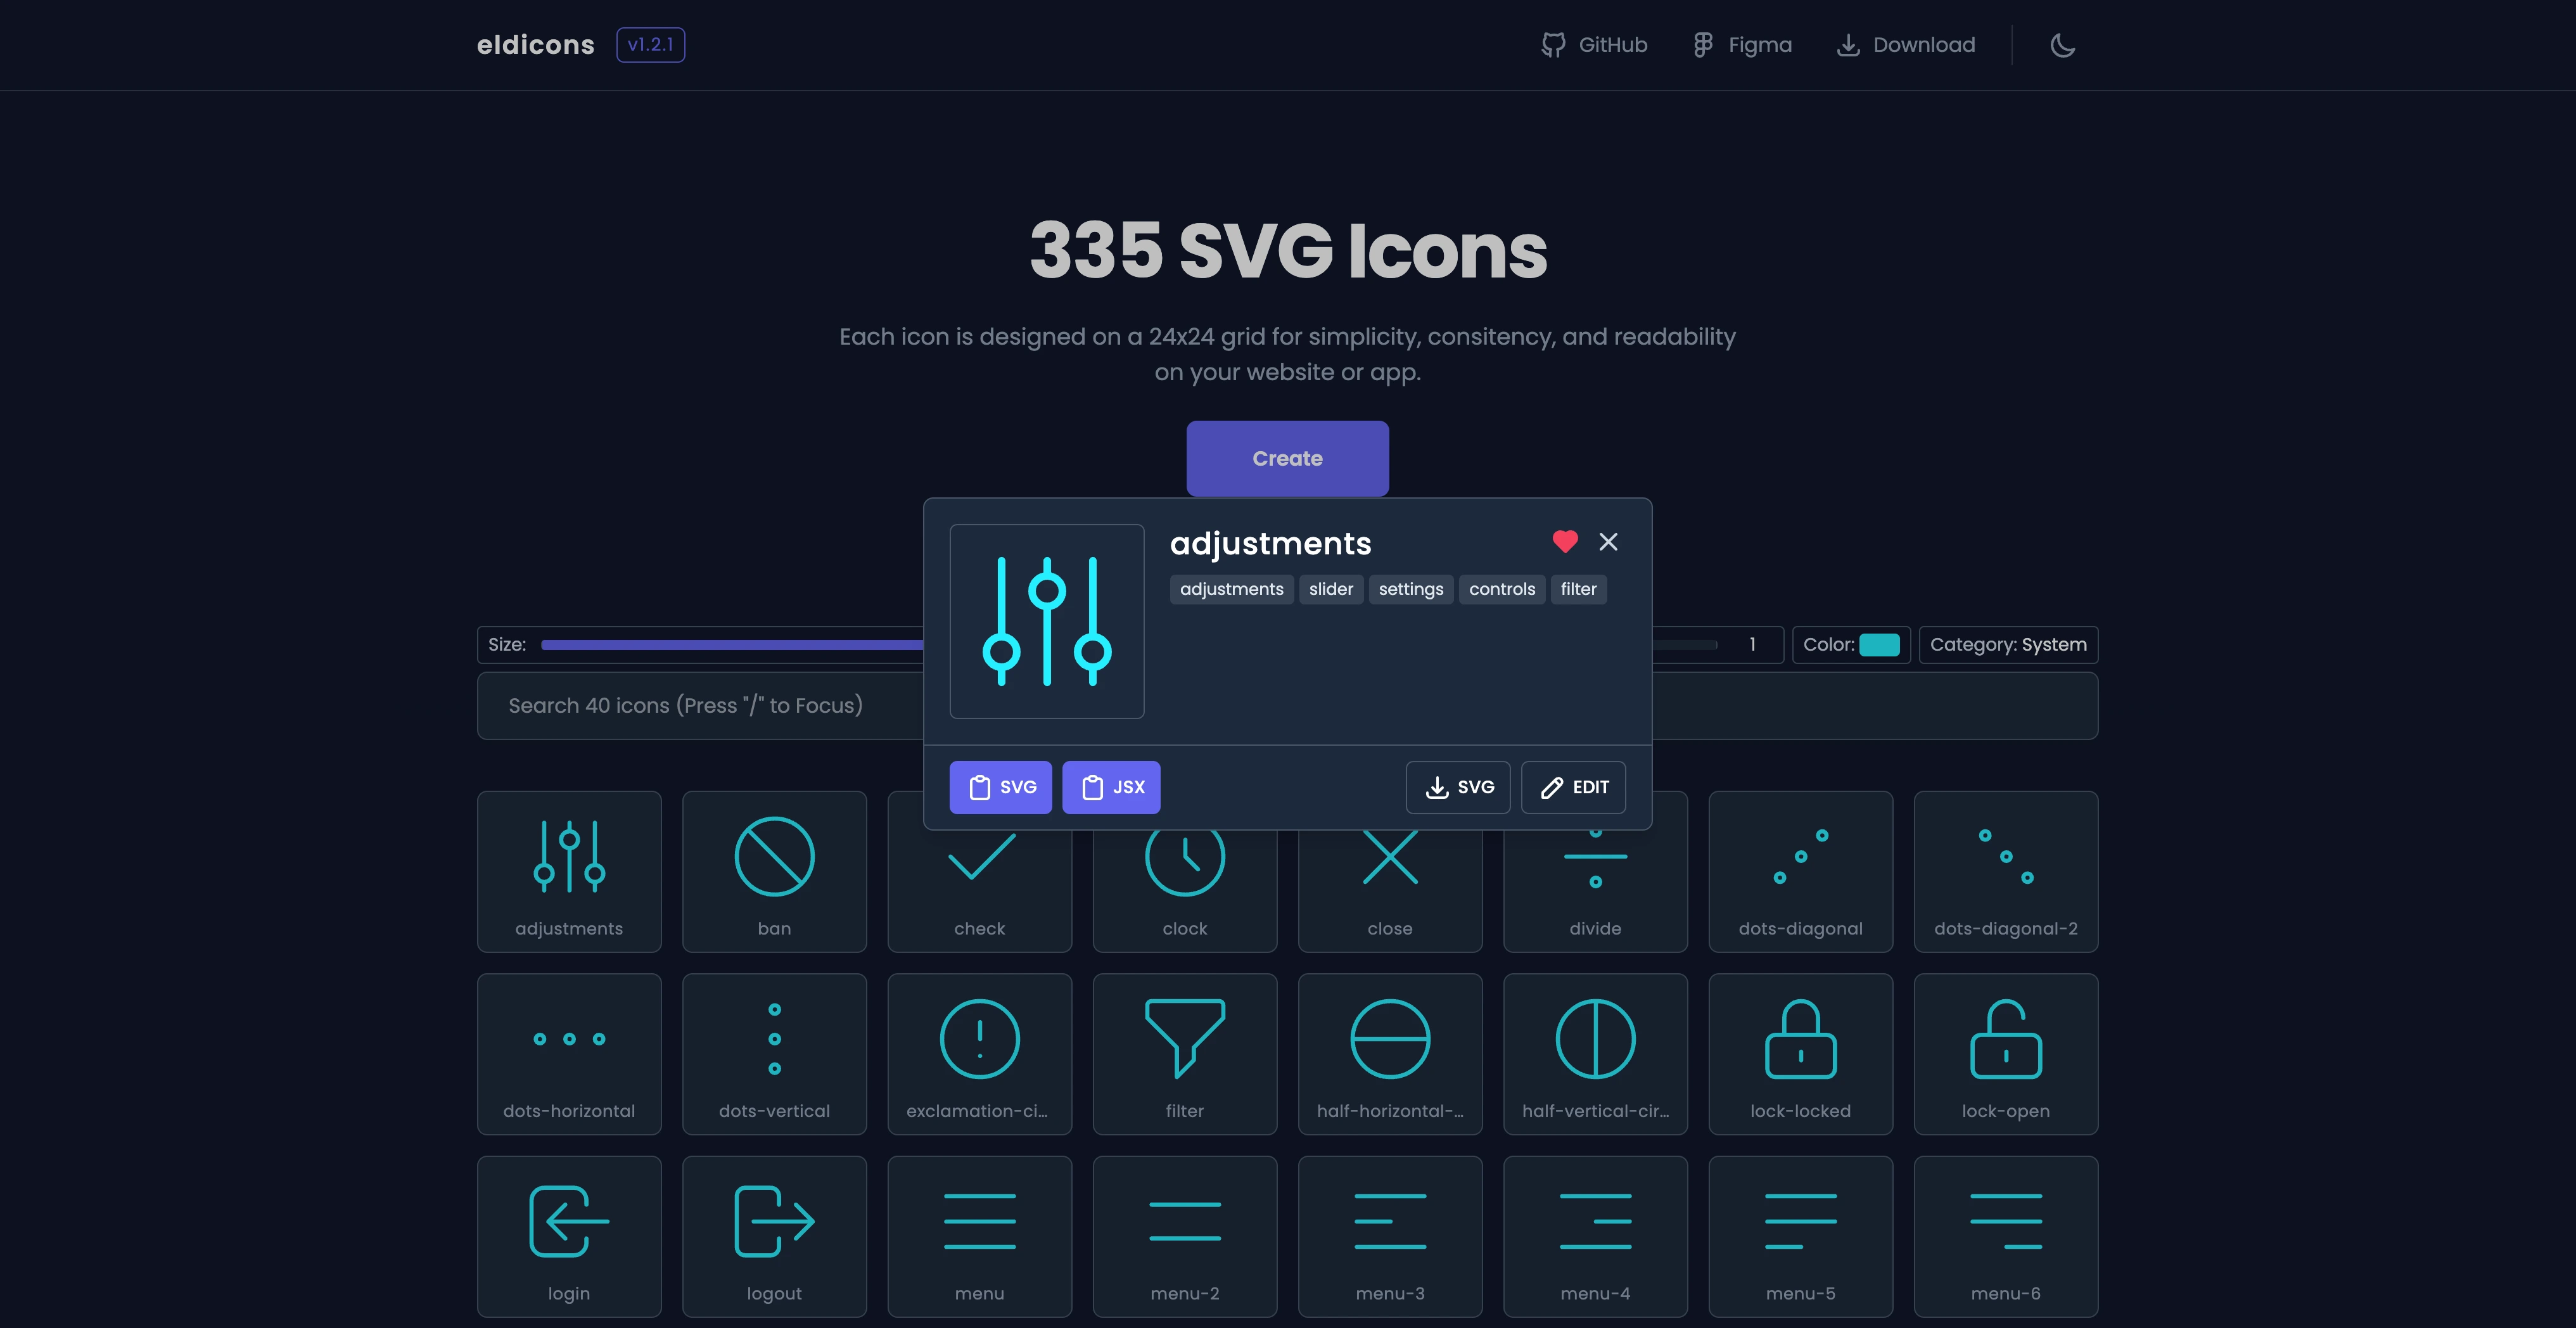 eldicons v1.2.1 GitHub Figma Download
335 SVG Icons
Each icon is designed on a 24x24 grid for simplicity, consitency, and readability
on your website or app.
Create
adjustments
adjustments slider settings controls filter
SVG JSX SVG EDIT
Size: 1 Color: Category: System
Search 40 icons (Press "/" to Focus)
adjustments ban check clock close divide dots-diagonal dots-diagonal-2
dots-horizontal dots-vertical exclamation-ci... filter half-horizontal-... half-vertical-cir... lock-locked lock-open
login logout menu menu-2 menu-3 menu-4 menu-5 menu-6